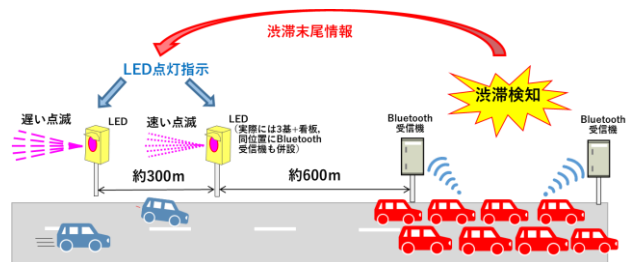 渋滞末尾情報
LED点灯指示
渋滞検知
遅い点滅
LED
速い点滅
LED
(実際には3基+看板,
同位置にBluetooth
受信機も併設)
Bluetooth
受信機
Bluetooth
受信機
約300m
約600m